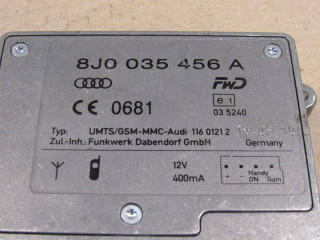 8J0 035 456 A
FWD
CE 0681
e1
03 5240
Typ: UMTS/GSM-MMC-Audi 116 0121 2
Zul.-Inh.: Funkwerk Dabendorf GmbH Germany
12V
400mA
+ - Handy ON Gain